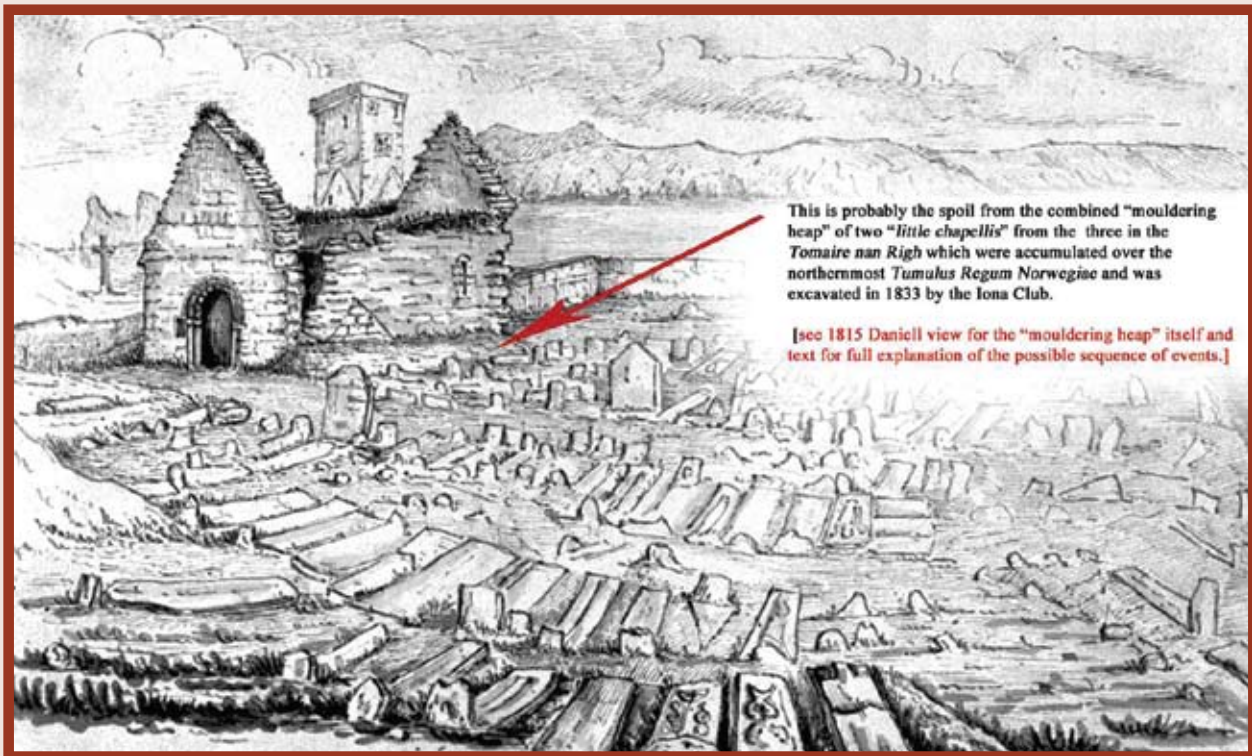 This is probably the spoil from the combined “mouldering
heap” of two “little chapellis” from the three in the
Tomaire nan Righ which were accumulated over the
northernmost Tumulus Regum Norwegiae and was
excavated in 1833 by the Iona Club.
[see 1815 Daniell view for the “mouldering heap” itself and
text for full explanation of the possible sequence of events.]